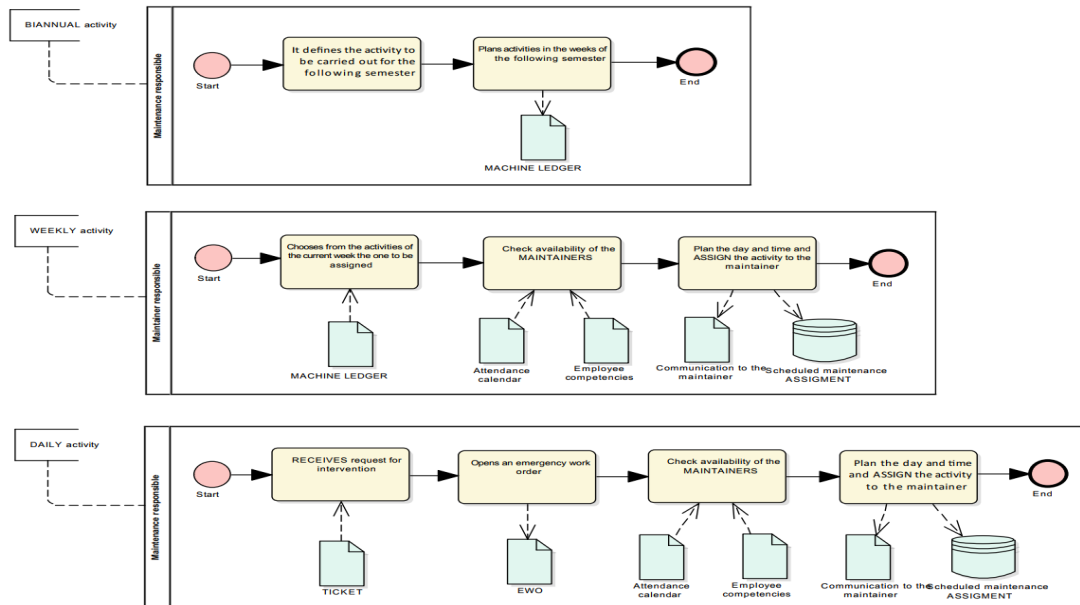 BIANNUAL activity
Maintenance responsible
Start
It defines the activity to
be carried out for the
following semester
Plans activities in the weeks of
the following semester
End
MACHINE LEDGER
WEEKLY activity
Maintainer responsible
Start
Chooses from the activities of
the current week the one to be
assigned
Check availability of the
MAINTAINERS
Plan the day and time and
ASSIGN the activity to the
maintainer
End
MACHINE LEDGER
Attendance
calendar
Employee
competencies
Communication to the
maintainer
Scheduled maintenance
ASSIGMENT
DAILY activity
Maintenance responsible
Start
RECEIVES request for
intervention
Opens an emergency work
order
Check availability of the
MAINTAINERS
Plan the day and time
and ASSIGN the activity
to the maintainer
End
TICKET
EWO
Attendance
calendar
Employee
competencies
Communication to the
maintainer
Scheduled maintenance
ASSIGMENT